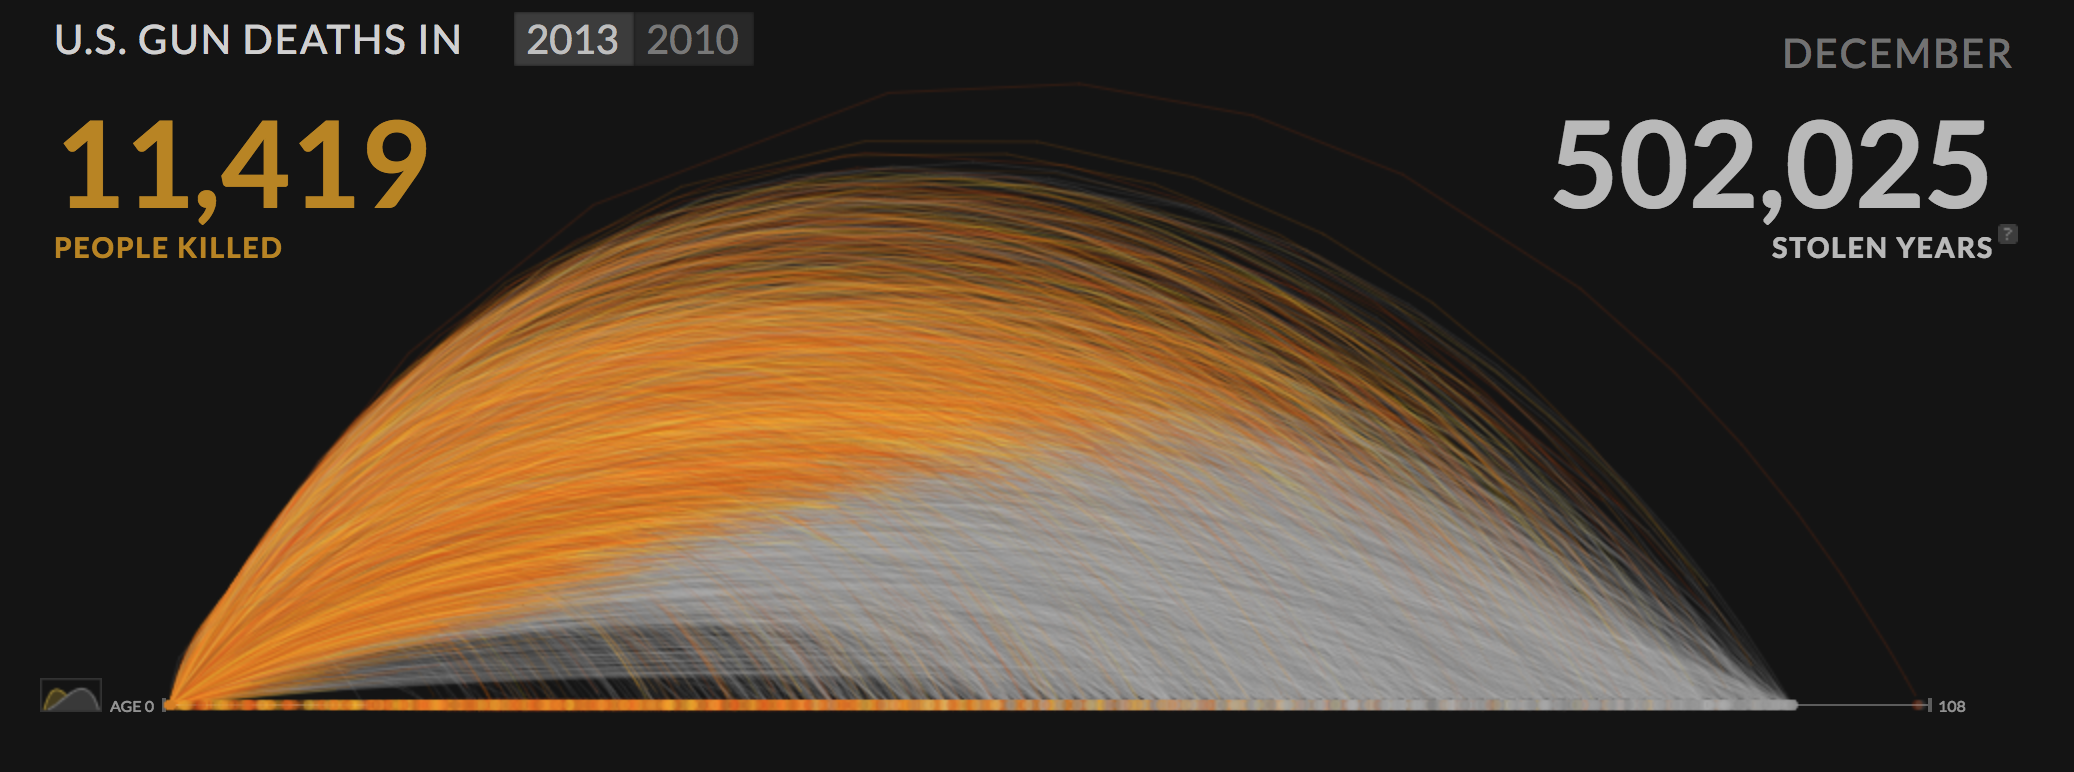 U.S. GUN DEATHS IN 2013 2010
DECEMBER
11,419
PEOPLE KILLED
502,025
STOLEN YEARS ?
AGE 0
108